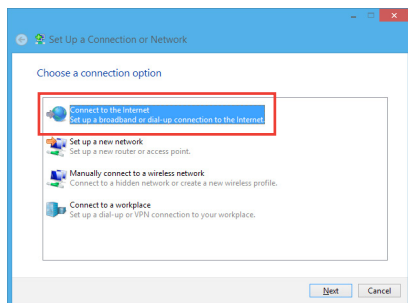 Set Up a Connection or Network
Choose a connection option
Connect to the Internet
Set up a broadband or dial-up connection to the Internet.
Set up a new network
Set up a new router or access point.
Manually connect to a wireless network
Connect to a hidden network or create a new wireless profile.
Connect to a workplace
Set up a dial-up or VPN connection to your workplace.
Next Cancel